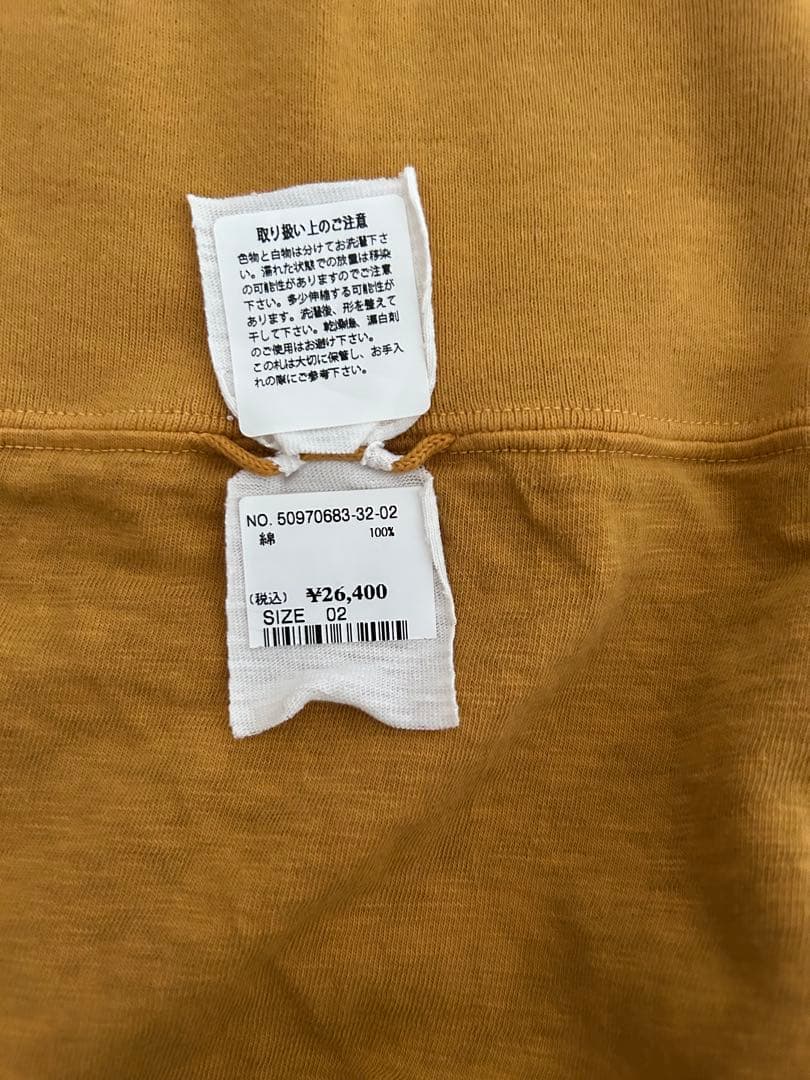 取り扱い上のご注意
色物と白物は分けてお洗濯下さ
い。濡れた状態での放置は移染
の可能性がありますのでご注意
下さい。多少伸縮する可能性が
あります。洗濯後、形を整えて
干して下さい。乾燥機、漂白剤
のご使用はお避け下さい。
この札は大切に保管し、お手入
れの際にご参考下さい。
NO. 50970683-32-02
綿 100%
(税込) ¥26,400
SIZE 02